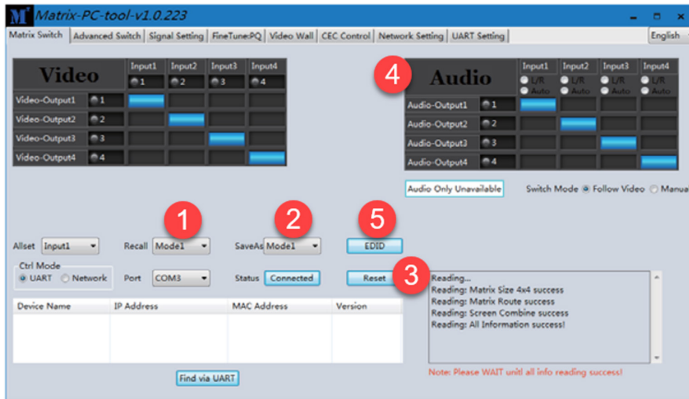 M Matrix-PC-tool-v1.0.223
Matrix Switch Advanced Switch Signal Setting FineTune:PQ Video Wall CEC Control Network Setting UART Setting English
Video Input1 Input2 Input3 Input4
1 2 3 4
Video-Output1 1
Video-Output2 2
Video-Output3 3
Video-Output4 4
4
Audio Input1 Input2 Input3 Input4
L/R L/R L/R L/R
Auto Auto Auto Auto
Audio-Output1 1
Audio-Output2 2
Audio-Output3 3
Audio-Output4 4
Audio Only Unavailable Switch Mode Follow Video Manua
1 2 5
Allset Input1 Recall Mode1 SaveAs Mode1 EDID
Ctrl Mode
UART Network Port COM3 Status Connected Reset 3
Device Name IP Address MAC Address Version
Find via UART
Reading...
Reading: Matrix Size 4x4 success
Reading: Matrix Route success
Reading: Screen Combine success
Reading: All Information success!
Note: Please WAIT unitl all info reading success!